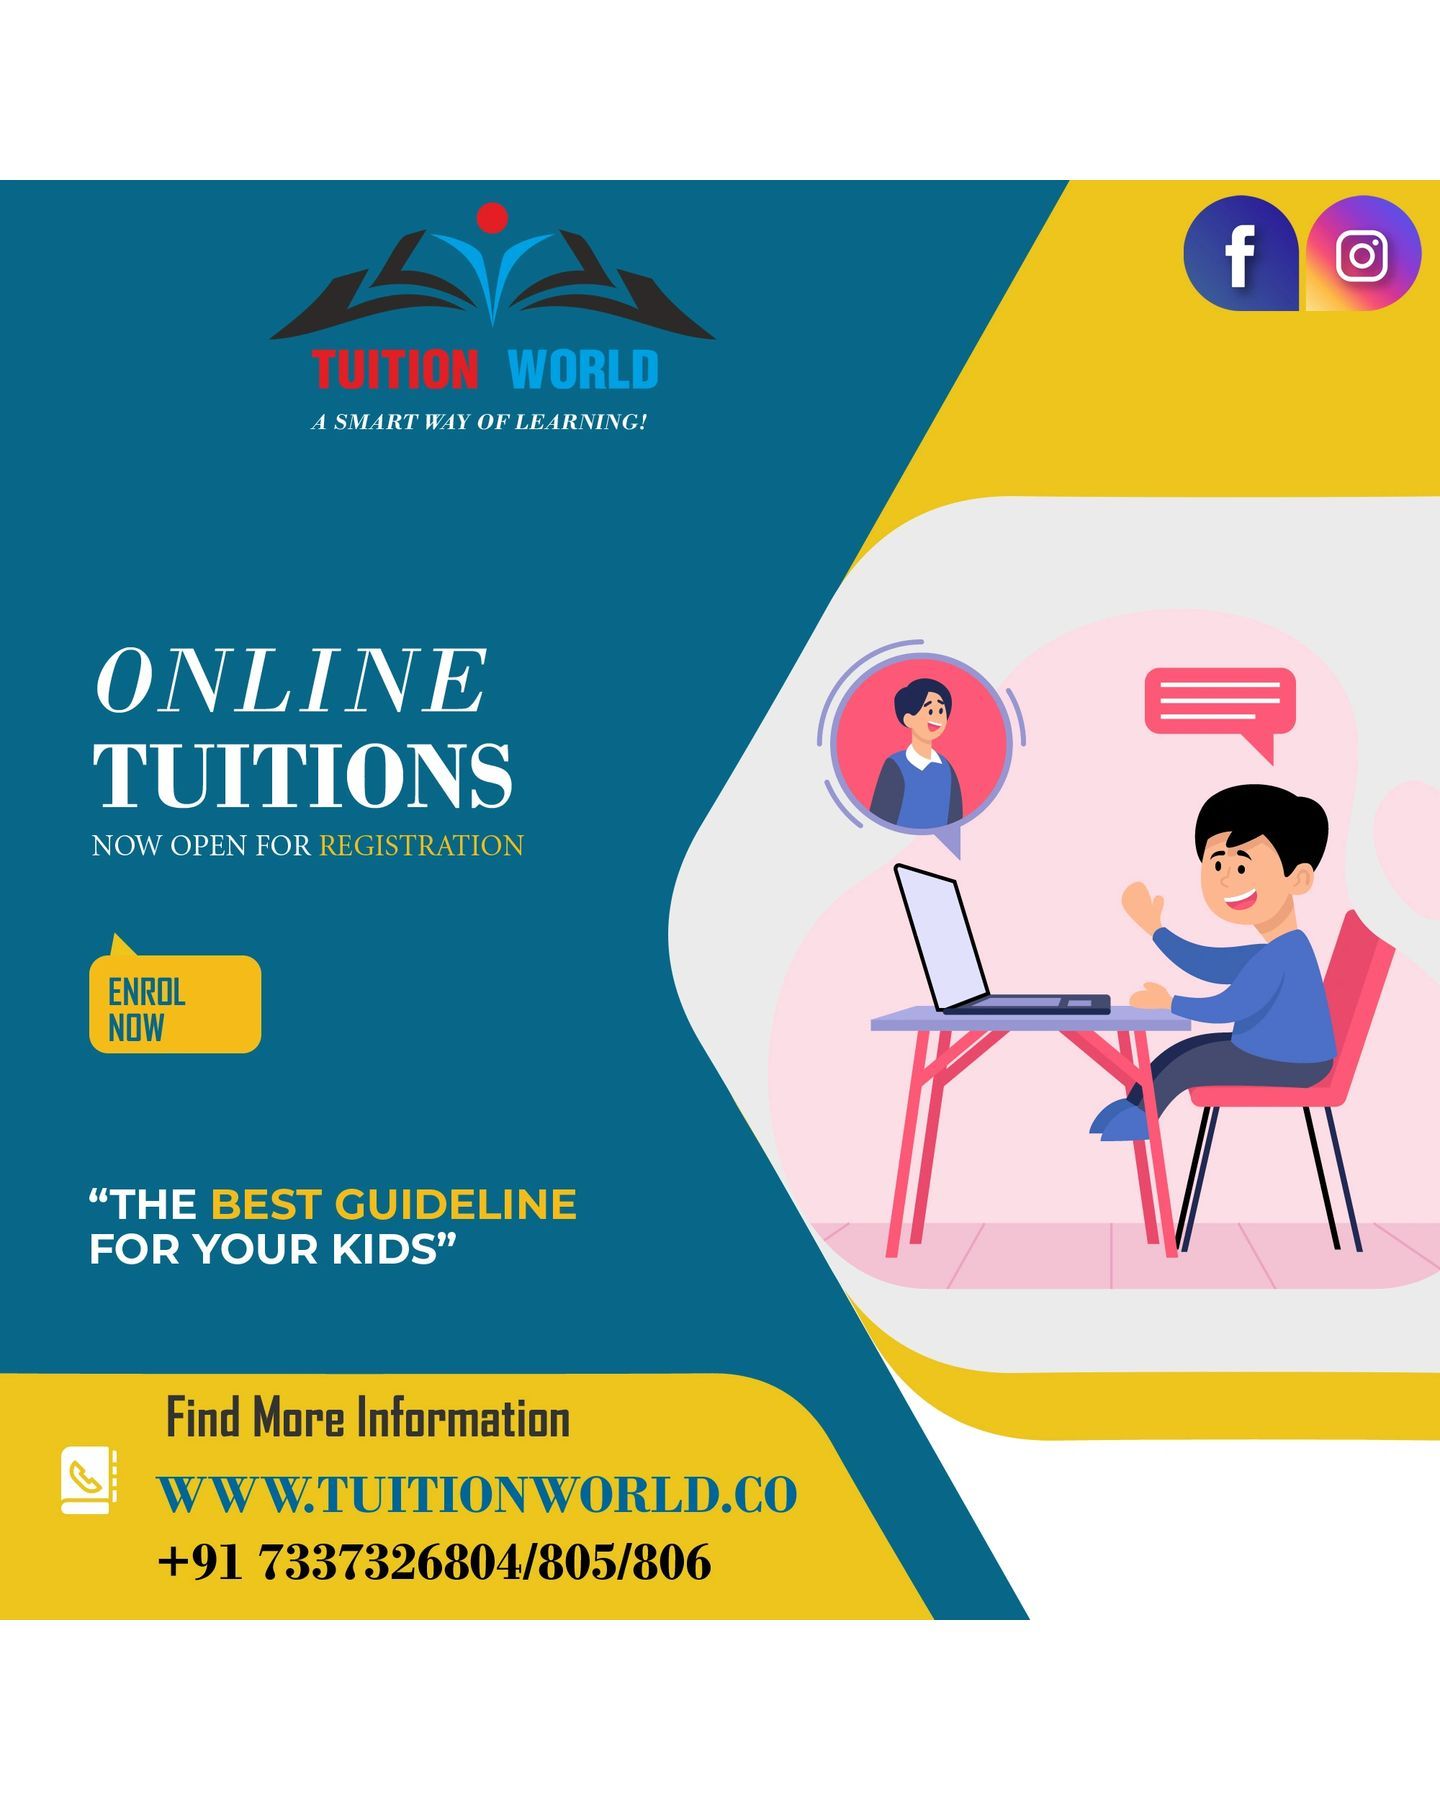 TUITION WORLD
A SMART WAY OF LEARNING!
ONLINE
TUITIONS
NOW OPEN FOR REGISTRATION
ENROL
NOW
“THE BEST GUIDELINE
FOR YOUR KIDS”
Find More Information
WWW.TUITIONWORLD.CO
+91 7337326804/805/806